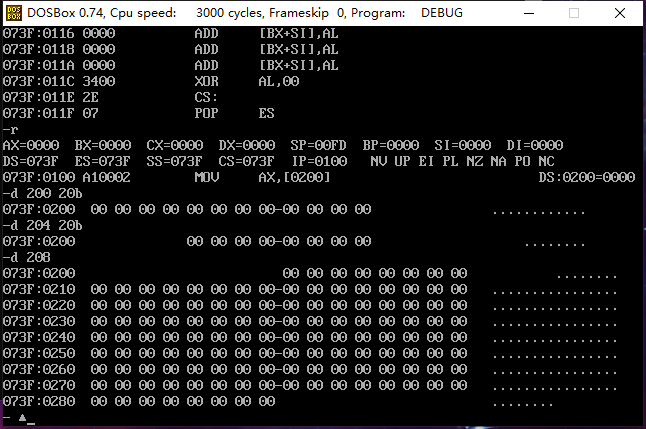 DOSBox 0.74, Cpu speed: 3000 cycles, Frameskip 0, Program: DEBUG
073F:0116 0000 ADD [BX+SI],AL
073F:0118 0000 ADD [BX+SI],AL
073F:011A 0000 ADD [BX+SI],AL
073F:011C 3400 XOR AL,00
073F:011E 2E CS:
073F:011F 07 POP ES
-r
AX=0000 BX=0000 CX=0000 DX=0000 SP=00FD BP=0000 SI=0000 DI=0000
DS=073F ES=073F SS=073F CS=073F IP=0100 NV UP EI PL NZ NA PO NC
073F:0100 A10002 MOV AX,[0200] DS:0200=0000
-d 200 20b
073F:0200 00 00 00 00 00 00 00 00-00 00 00 00 ............
-d 204 20b
073F:0200 00 00 00 00-00 00 00 00 ........
-d 208
073F:0200 00 00 00 00 00 00 00 00 ........
073F:0210 00 00 00 00 00 00 00 00-00 00 00 00 00 00 00 00 ................
073F:0220 00 00 00 00 00 00 00 00-00 00 00 00 00 00 00 00 ................
073F:0230 00 00 00 00 00 00 00 00-00 00 00 00 00 00 00 00 ................
073F:0240 00 00 00 00 00 00 00 00-00 00 00 00 00 00 00 00 ................
073F:0250 00 00 00 00 00 00 00 00-00 00 00 00 00 00 00 00 ................
073F:0260 00 00 00 00 00 00 00 00-00 00 00 00 00 00 00 00 ................
073F:0270 00 00 00 00 00 00 00 00-00 00 00 00 00 00 00 00 ................
073F:0280 00 00 00 00 00 00 00 00 ........
- ▲_